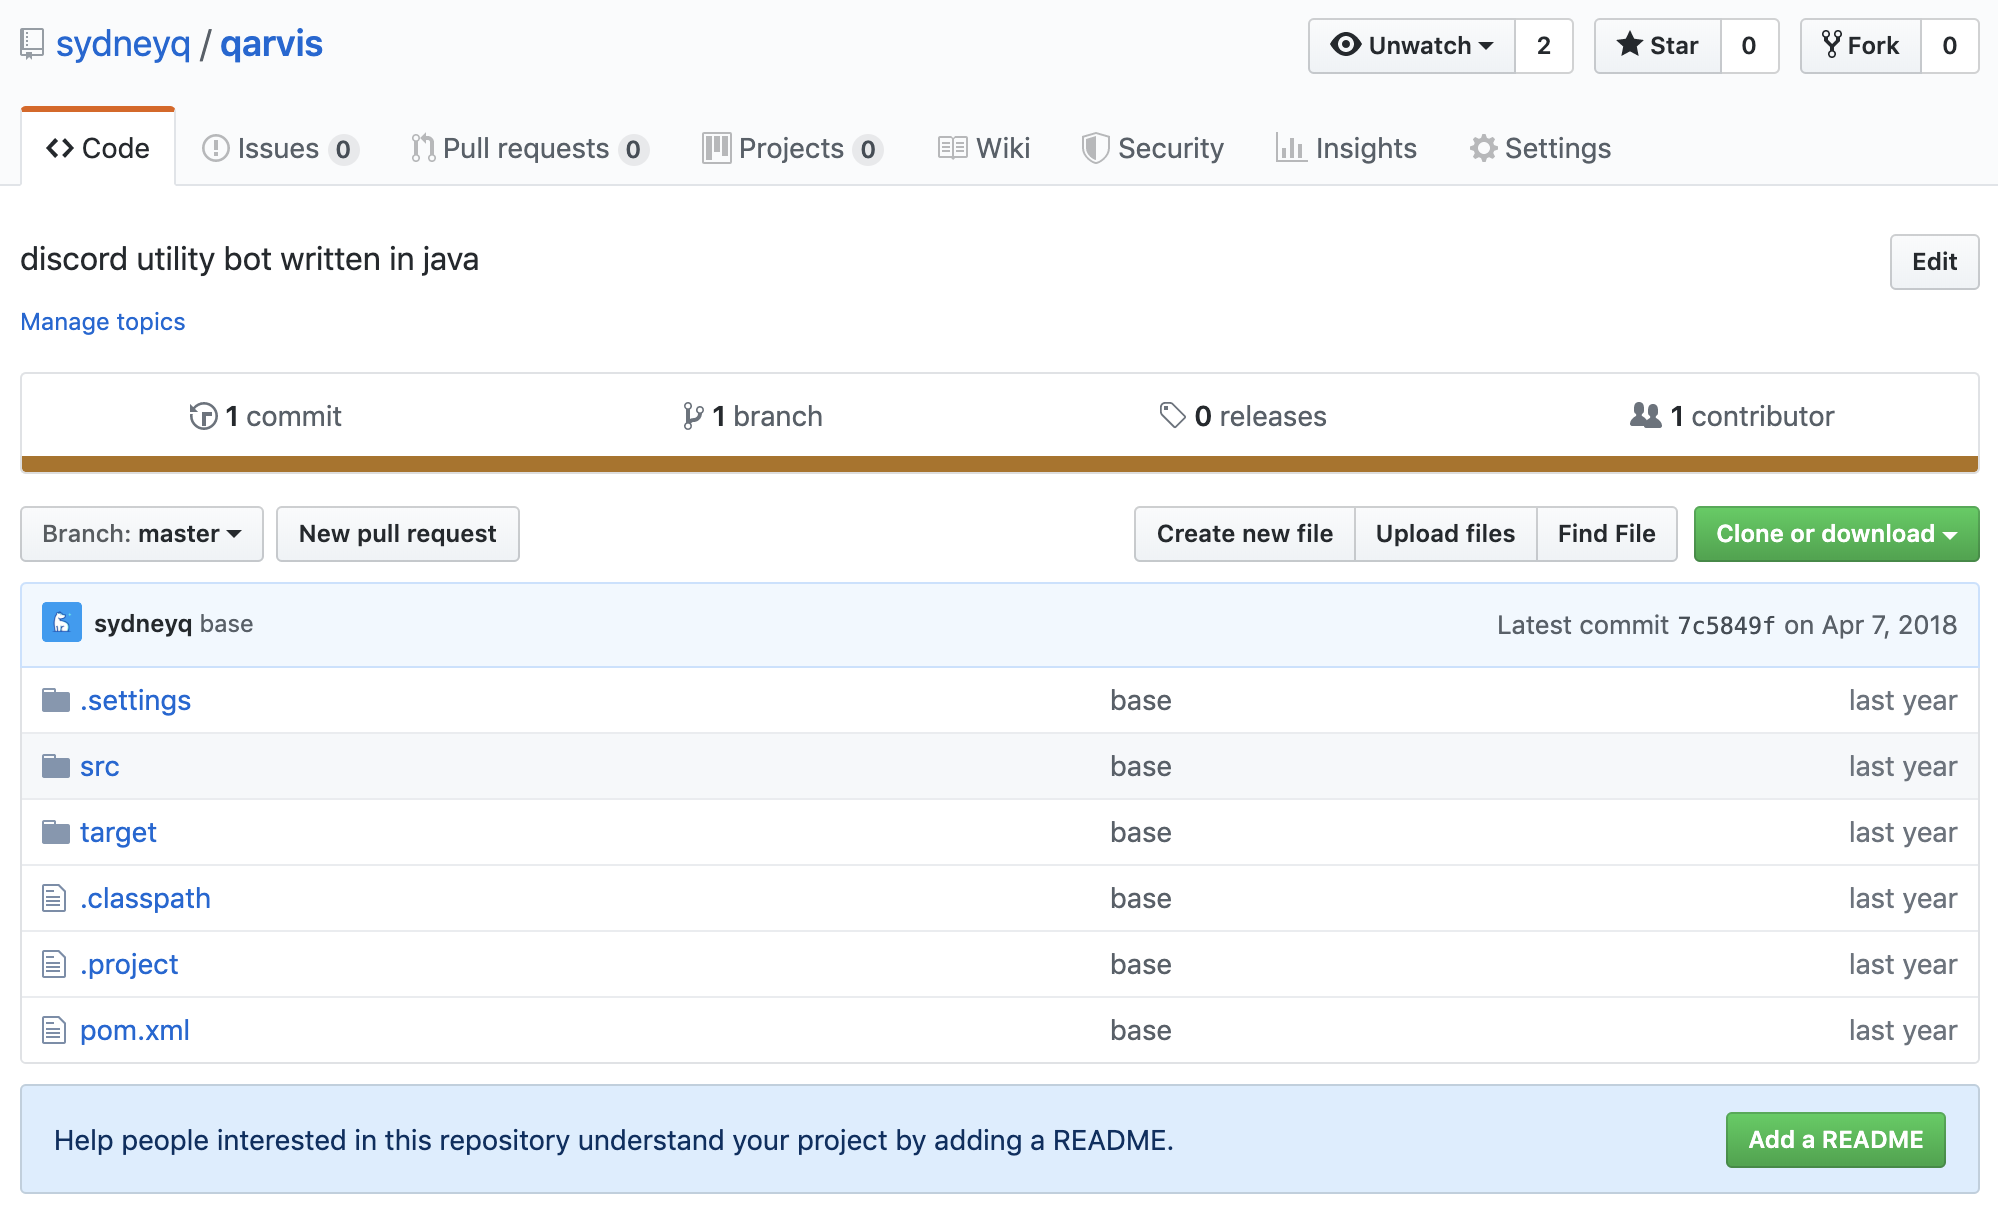 sydneyq / qarvis
Unwatch 2 Star 0 Fork 0
Code Issues 0 Pull requests 0 Projects 0 Wiki Security Insights Settings
discord utility bot written in java
Edit
Manage topics
1 commit 1 branch 0 releases 1 contributor
Branch: master New pull request Create new file Upload files Find File Clone or download
sydneyq base Latest commit 7c5849f on Apr 7, 2018
.settings base last year
src base last year
target base last year
.classpath base last year
.project base last year
pom.xml base last year
Help people interested in this repository understand your project by adding a README. Add a README